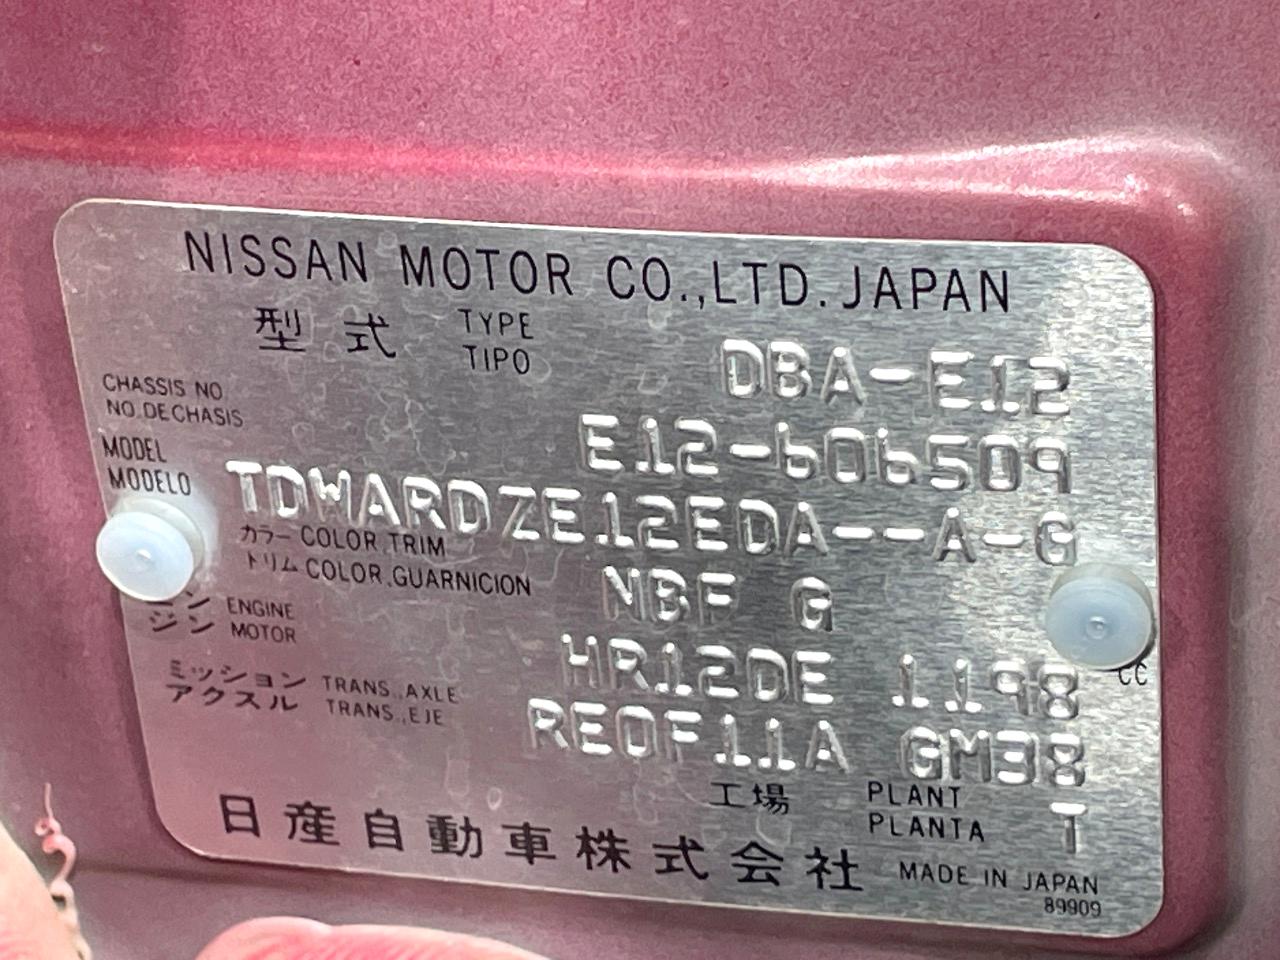 NISSAN MOTOR CO.,LTD.JAPAN
型式 TYPE TIPO DBA-E12
CHASSIS NO. NO.DE CHASIS E12-606509
MODEL MODELO TDWARDZE12EDA--A-G
カラー COLOR.TRIM
トリム COLOR.GUARNICION NBF G
ン ENGINE
ジン MOTOR HR12DE 1198 CC
ミッション TRANS.,AXLE
アクスル TRANS.,EJE RE0F11A GM38
工場 PLANT PLANTA T
日産自動車株式会社 MADE IN JAPAN
89909